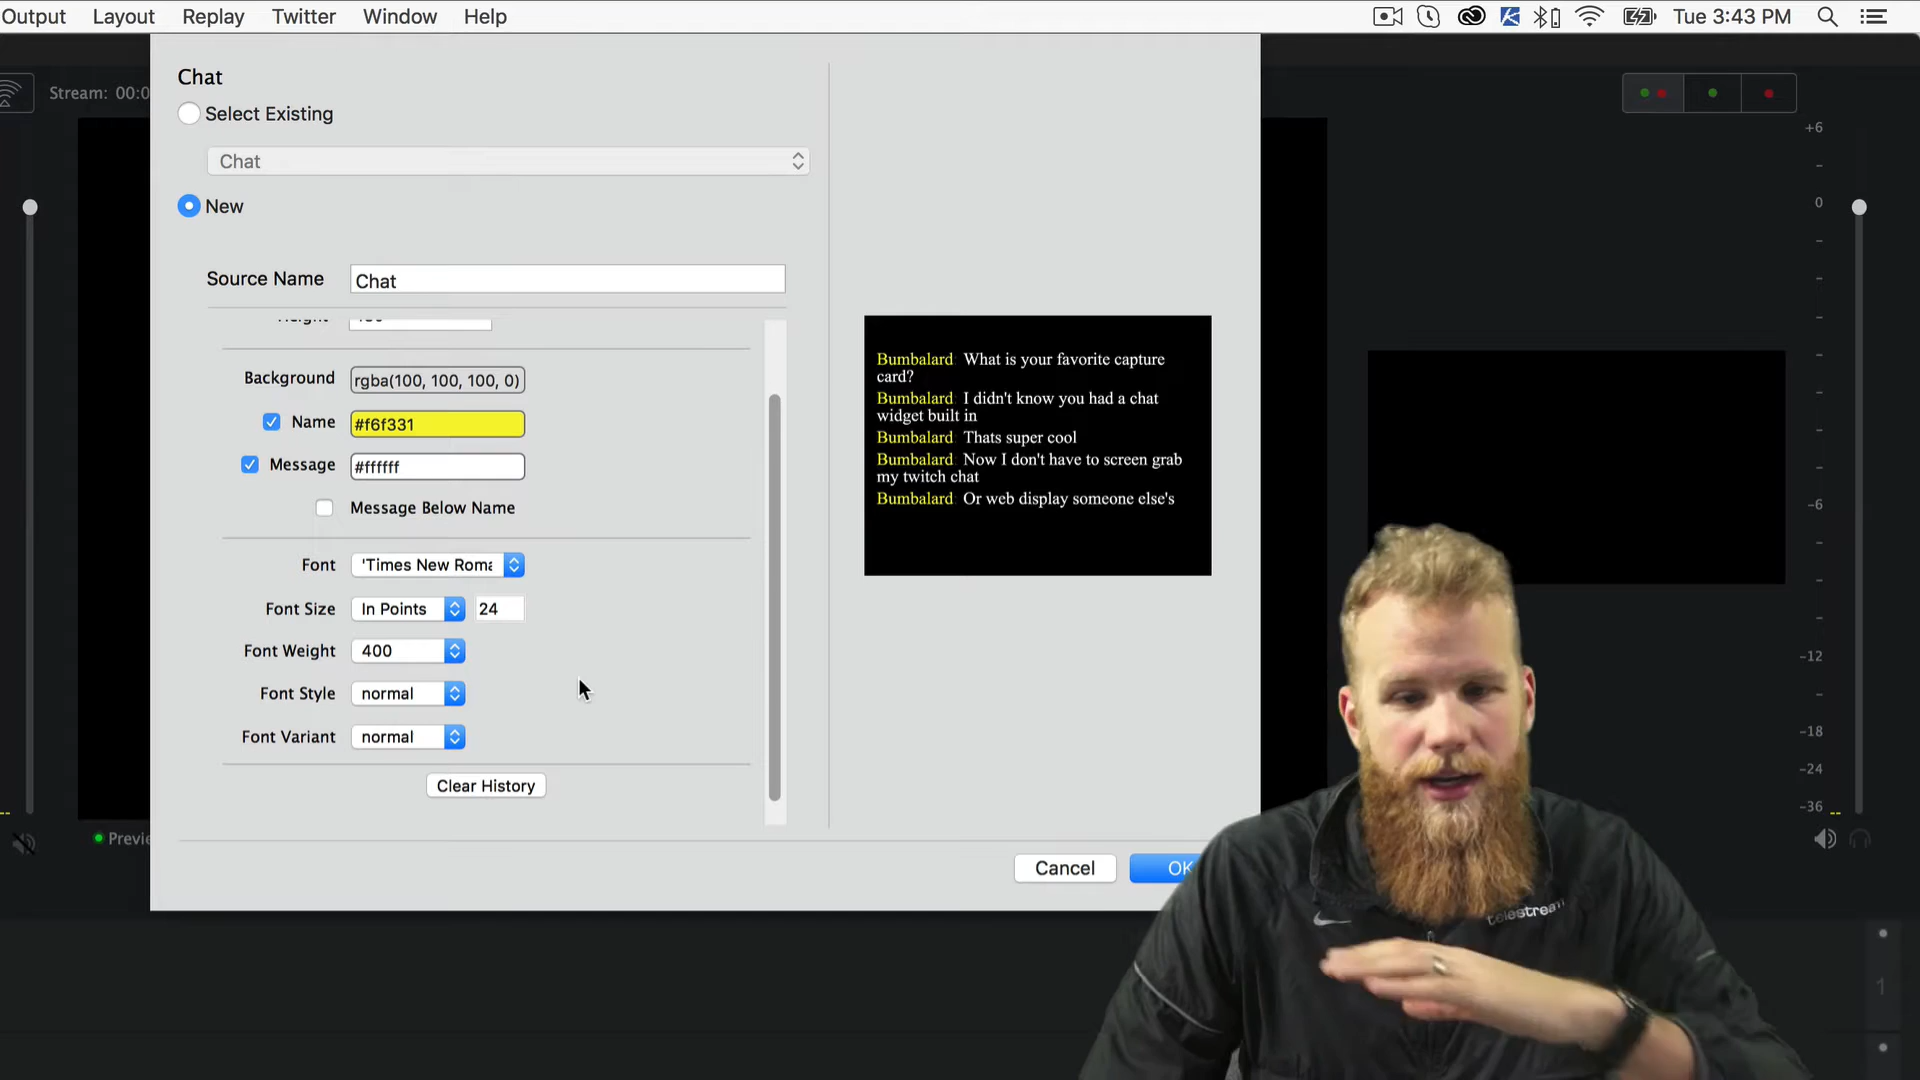 Output Layout Replay Twitter Window Help Tue 3:43 PM
Chat
Stream: 00:0
Select Existing
Chat
New
Source Name Chat
Background rgba(100, 100, 100, 0)
Name #f6f331
Message #ffffff
Message Below Name
Font 'Times New Roma
Font Size In Points 24
Font Weight 400
Font Style normal
Font Variant normal
Clear History
Cancel OK
Bumbalard: What is your favorite capture
card?
Bumbalard: I didn't know you had a chat
widget built in
Bumbalard: Thats super cool
Bumbalard: Now I don't have to screen grab
my twitch chat
Bumbalard: Or web display someone else's
Previe
+6
0
-6
-12
-18
-24
-36
telestream
1